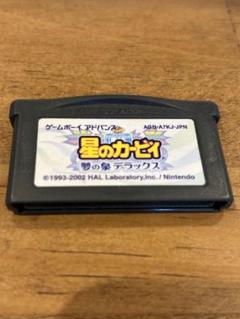 ゲームボーイ アドバンス AGB-A7KJ-JPN
星のカービィ
夢の泉 デラックス
©1993-2002 HAL Laboratory,Inc./ Nintendo